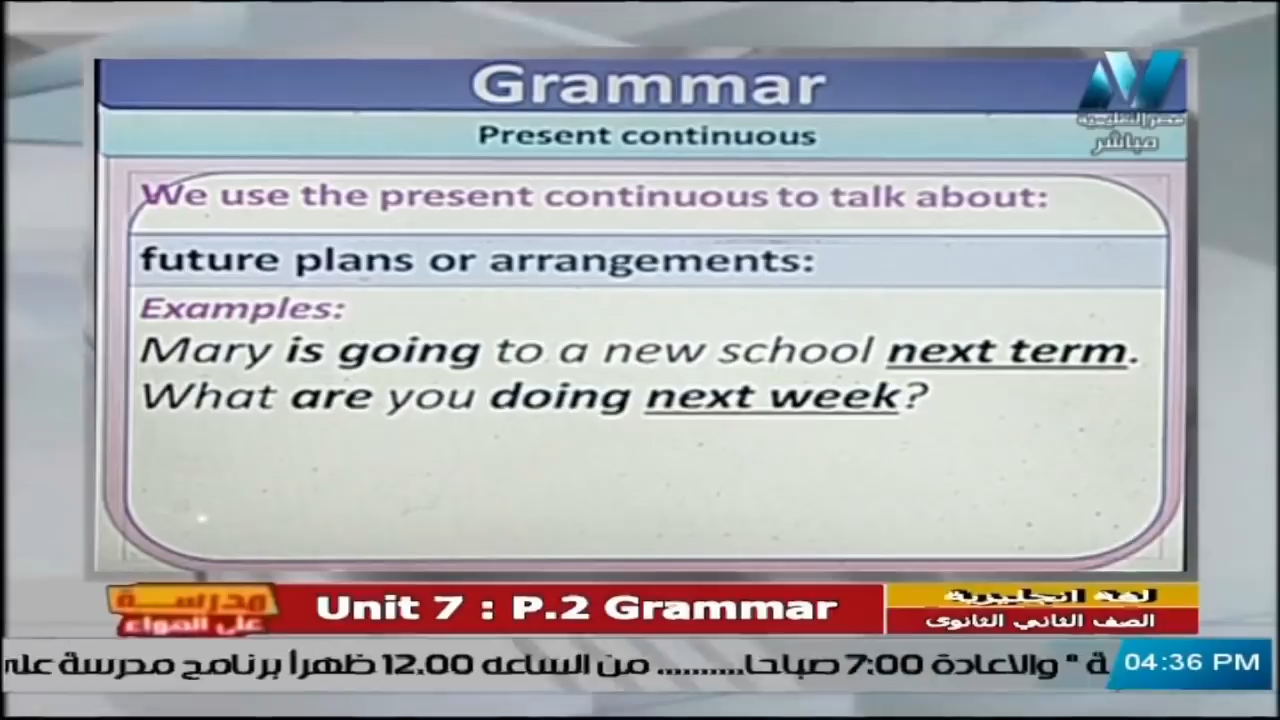 Grammar
مصر التعليمية
مباشر
Present continuous
We use the present continuous to talk about:
future plans or arrangements:
Examples:
Mary is going to a new school next term.
What are you doing next week?
مدرسة
على الهواء
Unit 7 : P.2 Grammar
لغة انجليزية
الصف الثاني الثانوى
ة " والاعادة 7:00 صباحا.......... من الساعه 12.00 ظهراً برنامج مدرسة على
04:36 PM